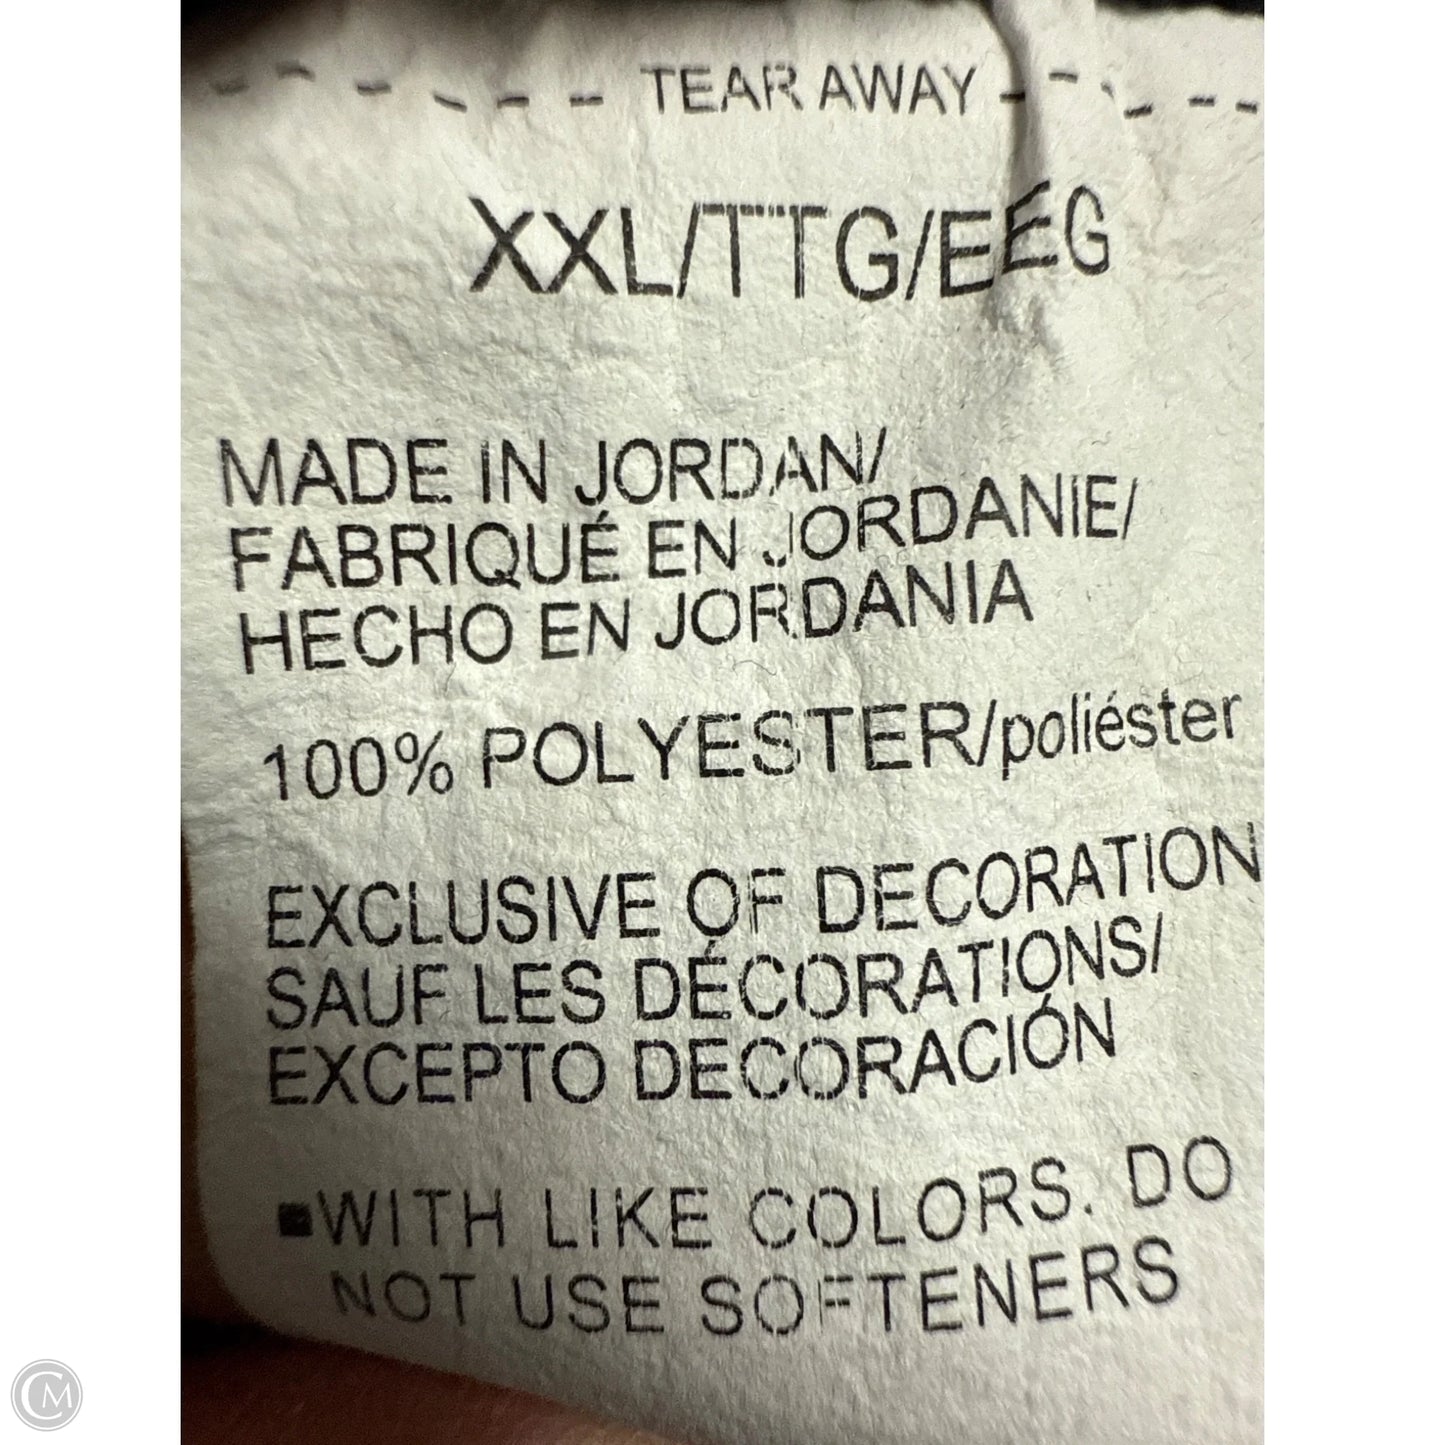 TEAR AWAY
XXL/TTG/EEG
MADE IN JORDAN/
FABRIQUÉ EN JORDANIE/
HECHO EN JORDANIA
100% POLYESTER/poliéster
EXCLUSIVE OF DECORATION
SAUF LES DÉCORATIONS/
EXCEPTO DECORACIÓN
▪WITH LIKE COLORS. DO
NOT USE SOFTENERS
CM